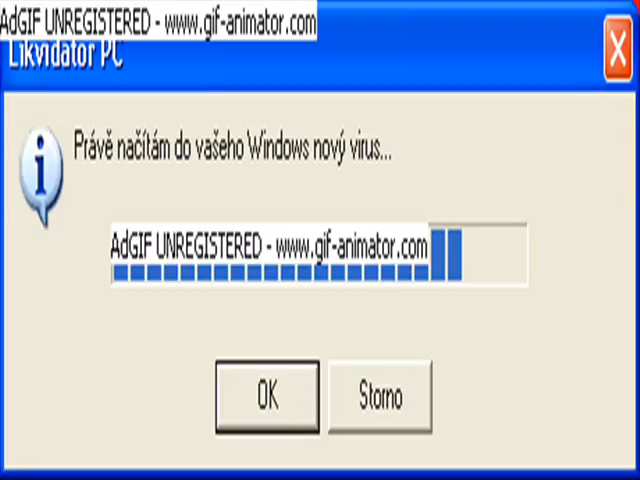 AdGIF UNREGISTERED - www.gif-animator.com
Likvidátor PC
Právě načítám do vašeho Windows nový virus...
AdGIF UNREGISTERED - www.gif-animator.com
OK
Storno